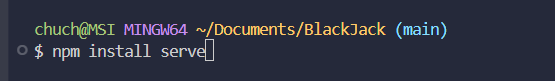 chuch@MSI MINGW64 ~/Documents/BlackJack (main)
$ npm install serve